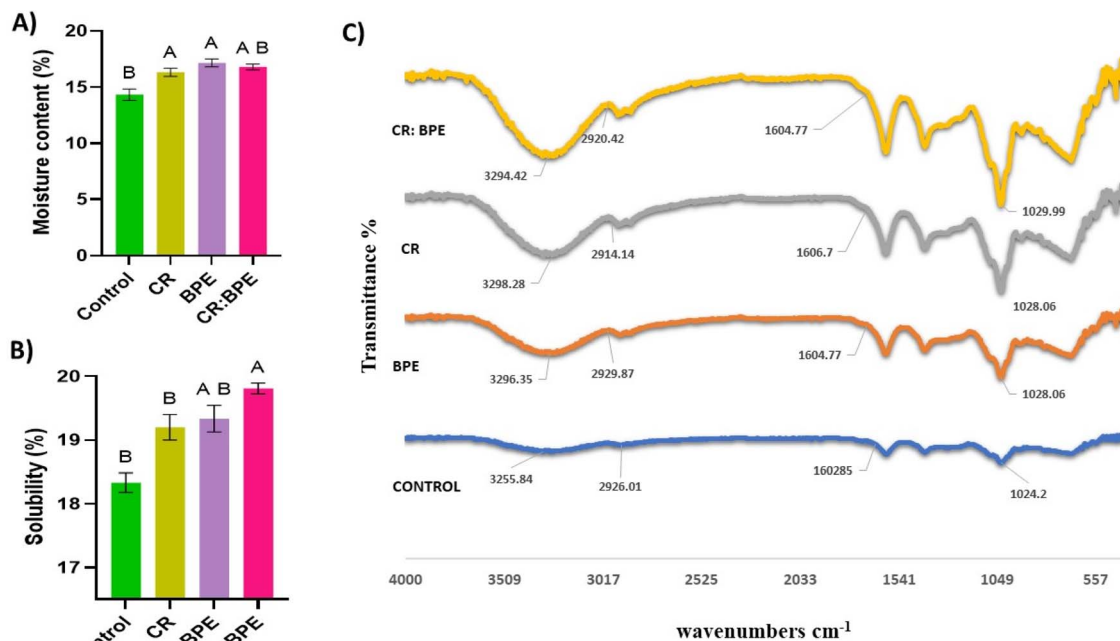 A)
Moisture content (%)
20
15
10
5
0
B
A
A
A B
Control
CR
BPE
CR:BPE
B)
Solubility (%)
20
19
18
17
B
B
A B
A
CR
BPE
BPE
C)
Transmittance %
CR: BPE
3294.42
2920.42
1604.77
1029.99
CR
3298.28
2914.14
1606.7
1028.06
BPE
3296.35
2929.87
1604.77
1028.06
CONTROL
3255.84
2926.01
160285
1024.2
4000 3509 3017 2525 2033 1541 1049 557
wavenumbers cm-1